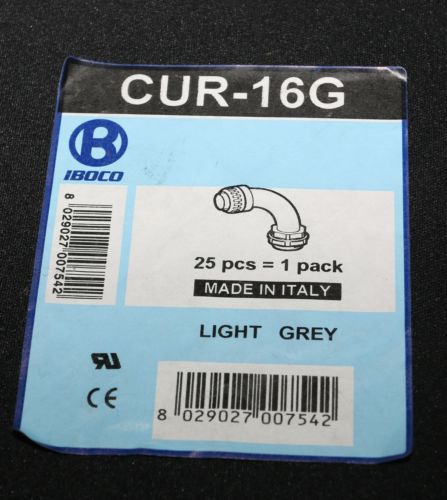 CUR-16G
B
IBOCO
8 029027 007542
25 pcs = 1 pack
MADE IN ITALY
LIGHT GREY
RU
CE
8 029027 007542